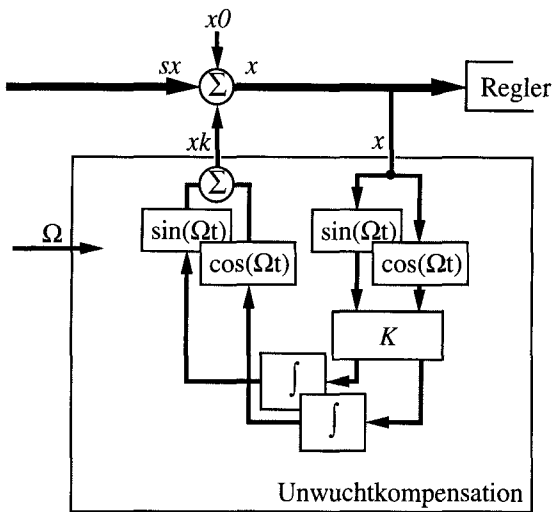 x0
sx
x
Σ
Regler
xk
x
Σ
Ω
sin(Ωt)
cos(Ωt)
sin(Ωt)
cos(Ωt)
K
∫
∫
Unwuchtkompensation